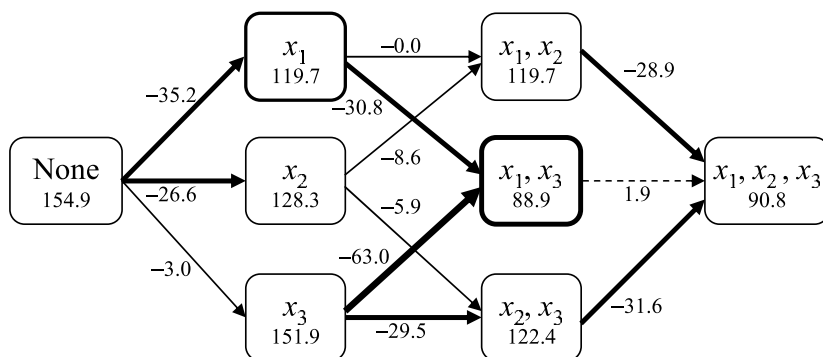 x1
119.7
−0.0
x1, x2
119.7
−28.9
−35.2
−30.8
None
154.9
−26.6
x2
128.3
−8.6
x1, x3
88.9
1.9
x1, x2 , x3
90.8
−5.9
−3.0
−63.0
x3
151.9
−29.5
x2, x3
122.4
−31.6